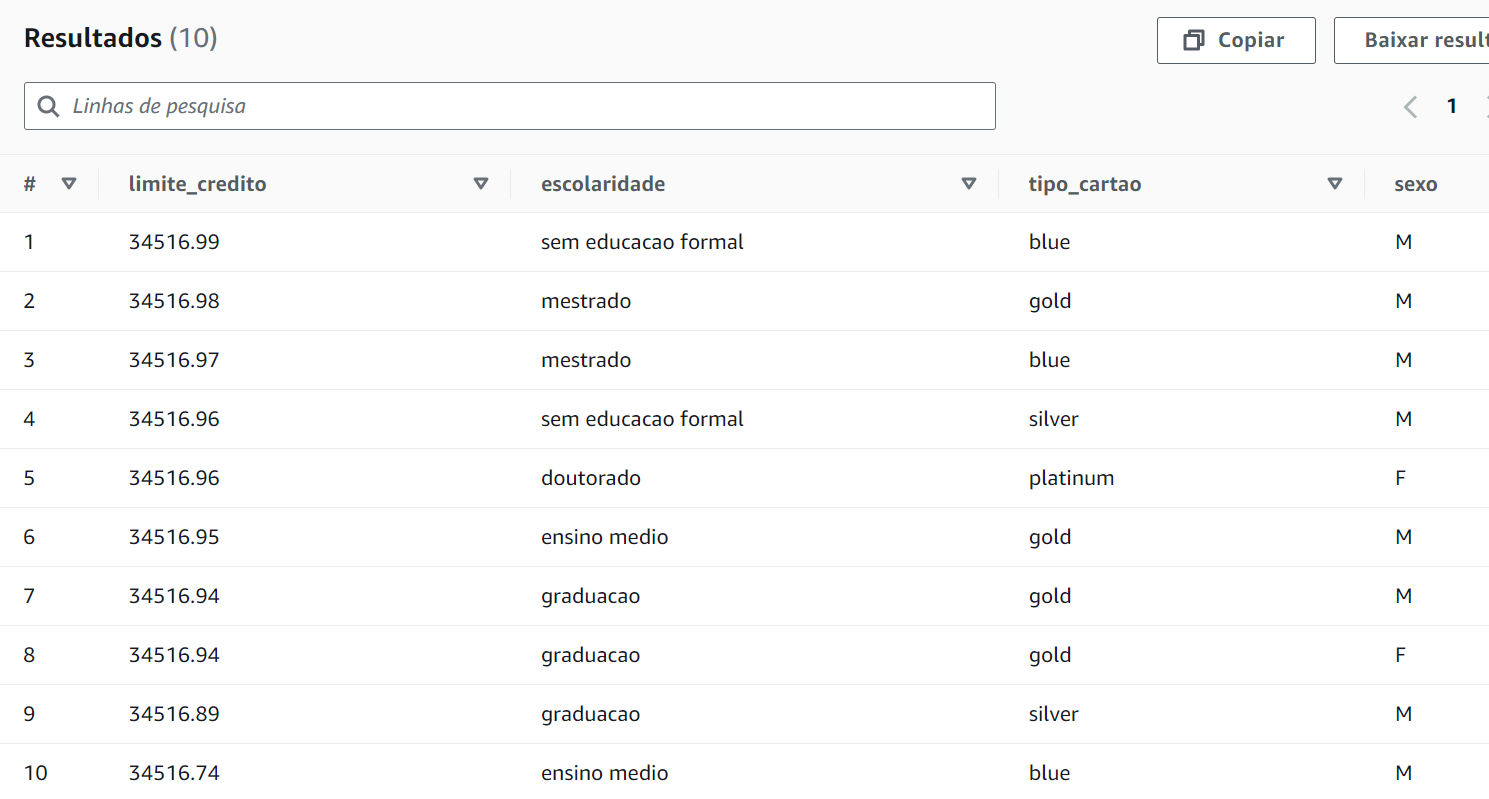 Resultados (10)
Copiar
Baixar result
Linhas de pesquisa
1
# limite_credito escolaridade tipo_cartao sexo
1 34516.99 sem educacao formal blue M
2 34516.98 mestrado gold M
3 34516.97 mestrado blue M
4 34516.96 sem educacao formal silver M
5 34516.96 doutorado platinum F
6 34516.95 ensino medio gold M
7 34516.94 graduacao gold M
8 34516.94 graduacao gold F
9 34516.89 graduacao silver M
10 34516.74 ensino medio blue M